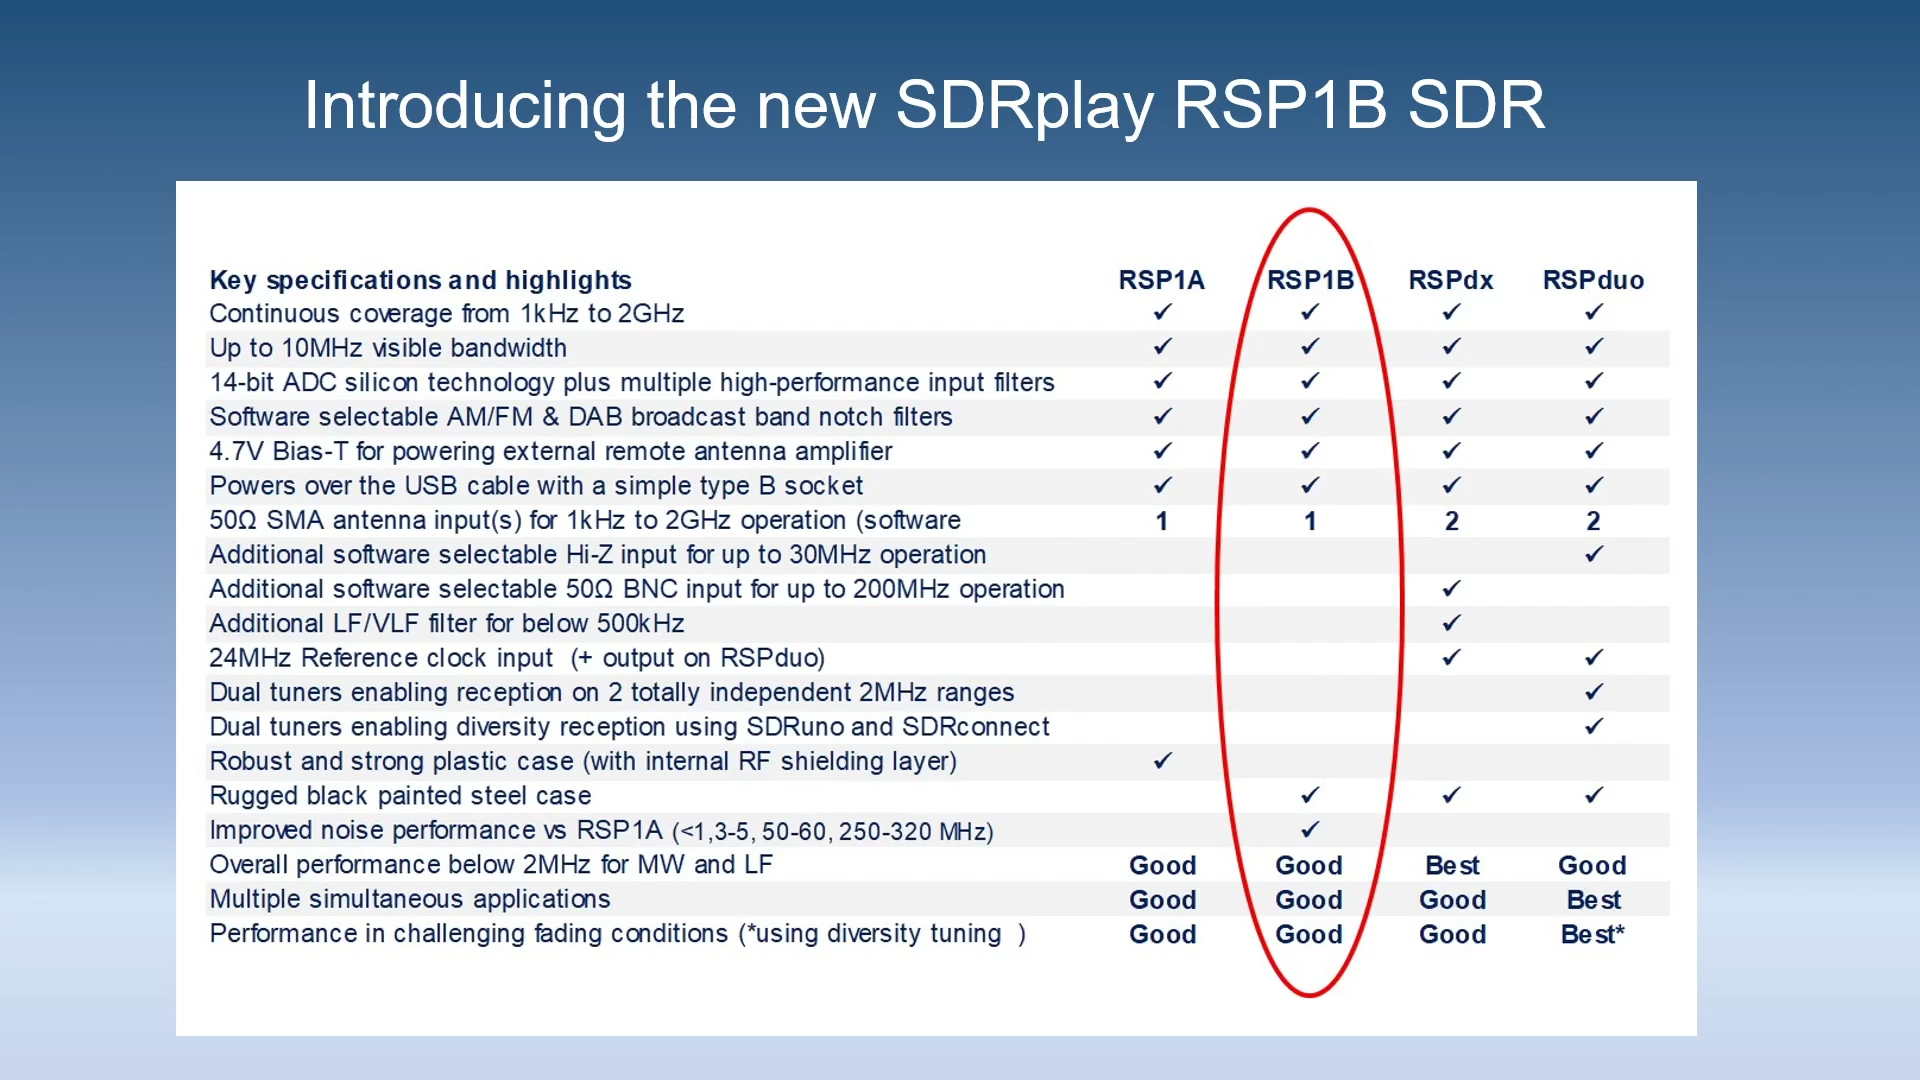 Introducing the new SDRplay RSP1B SDR
Key specifications and highlights RSP1A RSP1B RSPdx RSPduo
Continuous coverage from 1kHz to 2GHz ✓ ✓ ✓ ✓
Up to 10MHz visible bandwidth ✓ ✓ ✓ ✓
14-bit ADC silicon technology plus multiple high-performance input filters ✓ ✓ ✓ ✓
Software selectable AM/FM & DAB broadcast band notch filters ✓ ✓ ✓ ✓
4.7V Bias-T for powering external remote antenna amplifier ✓ ✓ ✓ ✓
Powers over the USB cable with a simple type B socket ✓ ✓ ✓ ✓
50Ω SMA antenna input(s) for 1kHz to 2GHz operation (software 1 1 2 2
Additional software selectable Hi-Z input for up to 30MHz operation ✓
Additional software selectable 50Ω BNC input for up to 200MHz operation ✓
Additional LF/VLF filter for below 500kHz ✓
24MHz Reference clock input (+ output on RSPduo) ✓ ✓
Dual tuners enabling reception on 2 totally independent 2MHz ranges ✓
Dual tuners enabling diversity reception using SDRuno and SDRconnect ✓
Robust and strong plastic case (with internal RF shielding layer) ✓
Rugged black painted steel case ✓ ✓ ✓
Improved noise performance vs RSP1A (<1,3-5, 50-60, 250-320 MHz) ✓
Overall performance below 2MHz for MW and LF Good Good Best Good
Multiple simultaneous applications Good Good Good Best
Performance in challenging fading conditions (*using diversity tuning ) Good Good Good Best*